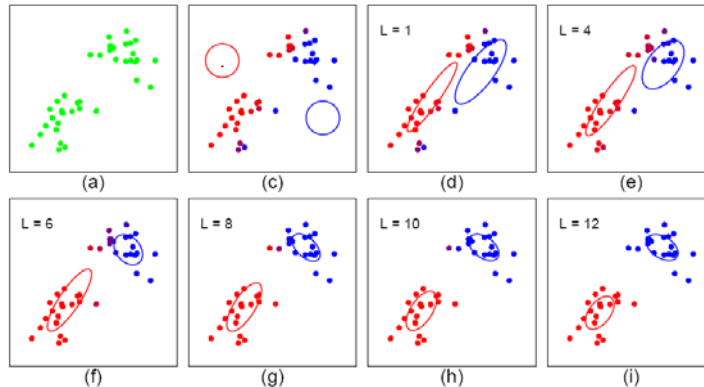 L = 1
L = 4
(a)
(c)
(d)
(e)
L = 6
L = 8
L = 10
L = 12
(f)
(g)
(h)
(i)